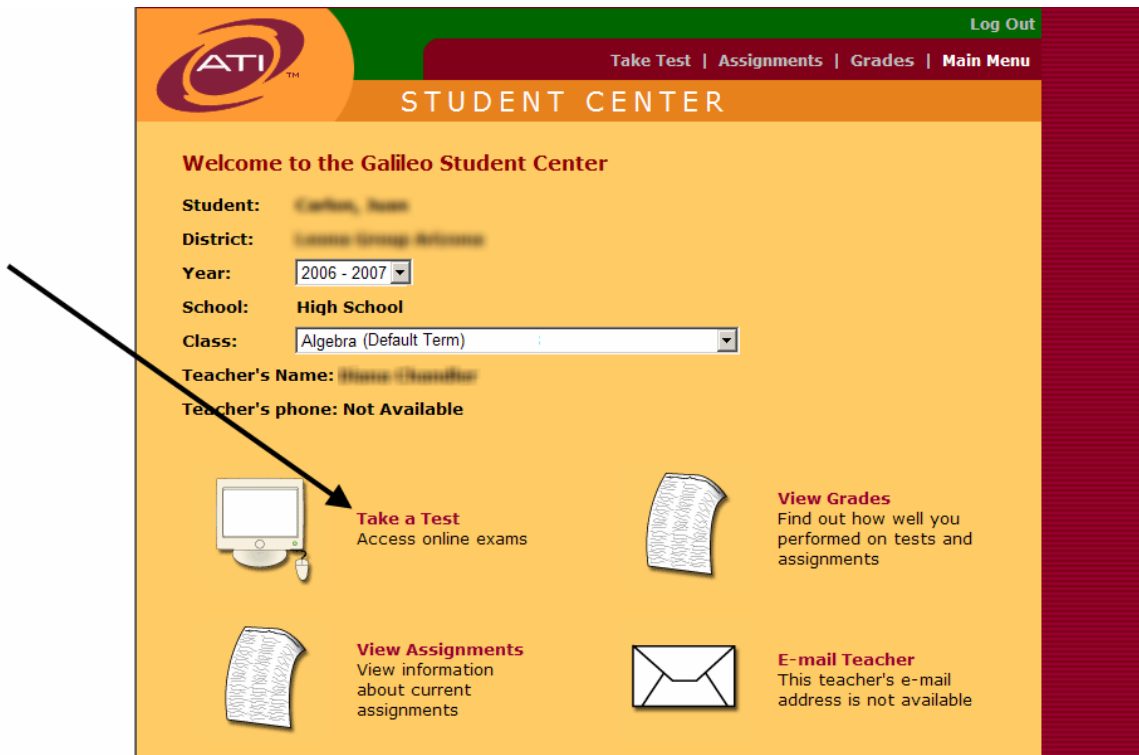 Log Out
ATI
TM
Take Test | Assignments | Grades | Main Menu
STUDENT CENTER
Welcome to the Galileo Student Center
Student:
District:
Year: 2006 - 2007
School: High School
Class: Algebra (Default Term)
Teacher's Name:
Teacher's phone: Not Available
Take a Test
Access online exams
View Grades
Find out how well you
performed on tests and
assignments
View Assignments
View information
about current
assignments
E-mail Teacher
This teacher's e-mail
address is not available